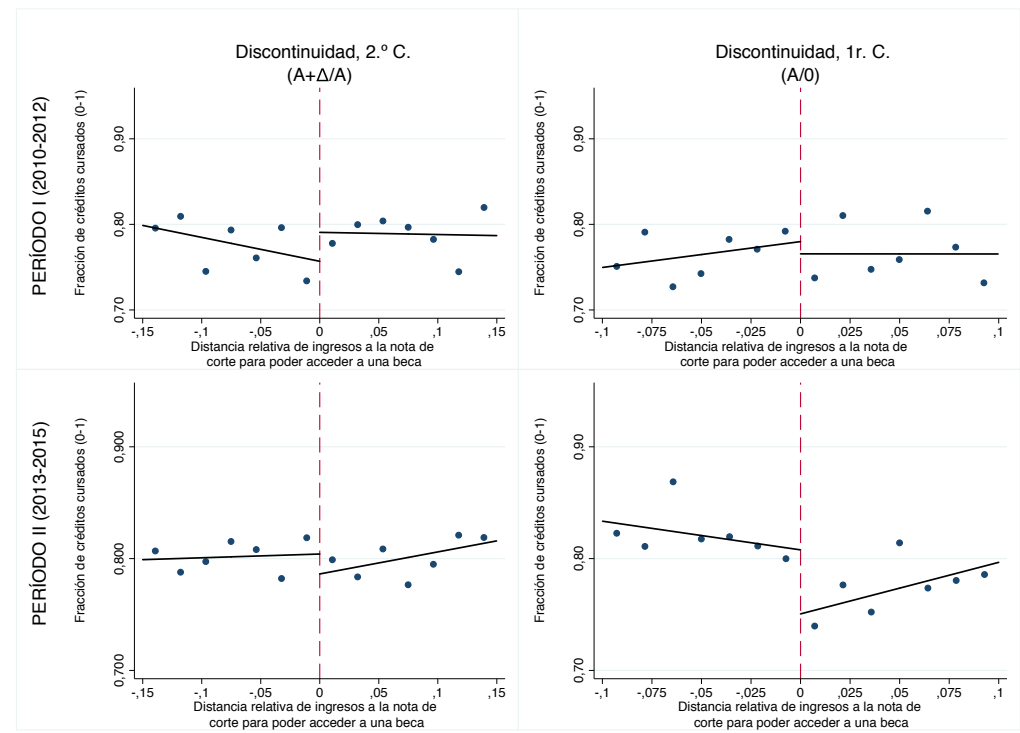 Discontinuidad, 2.º C.
(A+Δ/A)
Discontinuidad, 1r. C.
(A/0)
PERÍODO I (2010-2012)
Fracción de créditos cursados (0-1)
0,90
0,80
0,70
-,15 -,1 -,05 0 ,05 ,1 ,15
Distancia relativa de ingresos a la nota de
corte para poder acceder a una beca
Fracción de créditos cursados (0-1)
0,90
0,80
0,70
-,1 -,075 -,05 -,025 0 ,025 ,05 ,075 ,1
Distancia relativa de ingresos a la nota de
corte para poder acceder a una beca
PERÍODO II (2013-2015)
Fracción de créditos cursados (0-1)
0,900
0,800
0,700
-,15 -,1 -,05 0 ,05 ,1 ,15
Distancia relativa de ingresos a la nota de
corte para poder acceder a una beca
Fracción de créditos cursados (0-1)
0,90
0,80
0,70
-,1 -,075 -,05 -,025 0 ,025 ,05 ,075 ,1
Distancia relativa de ingresos a la nota de
corte para poder acceder a una beca